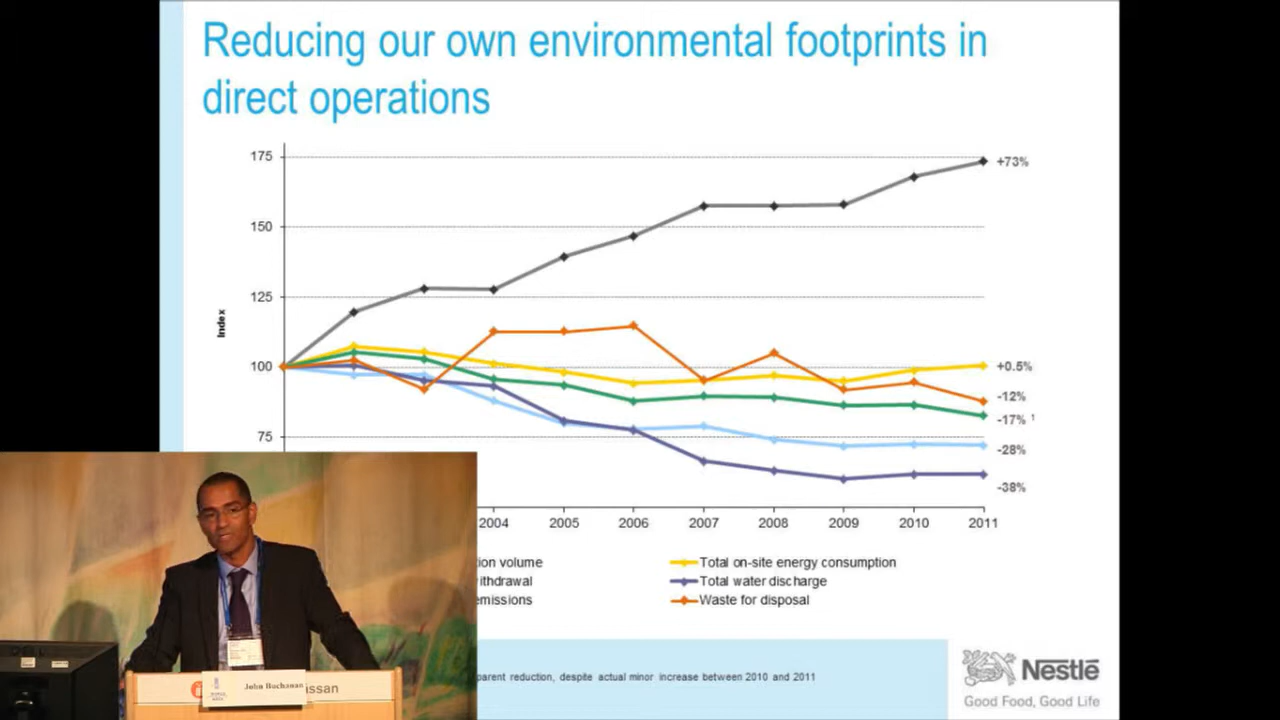 Reducing our own environmental footprints in
direct operations
175
+73%
150
125
Index
100
+0.5%
-12%
-17% 1
-28%
75
-38%
2004 2005 2006 2007 2008 2009 2010 2011
volume
Total on-site energy consumption
Total water discharge
emissions
Waste for disposal
reduction, despite actual minor increase between 2010 and 2011
Nestlé
Good Food, Good Life
John Buchanan
DELL